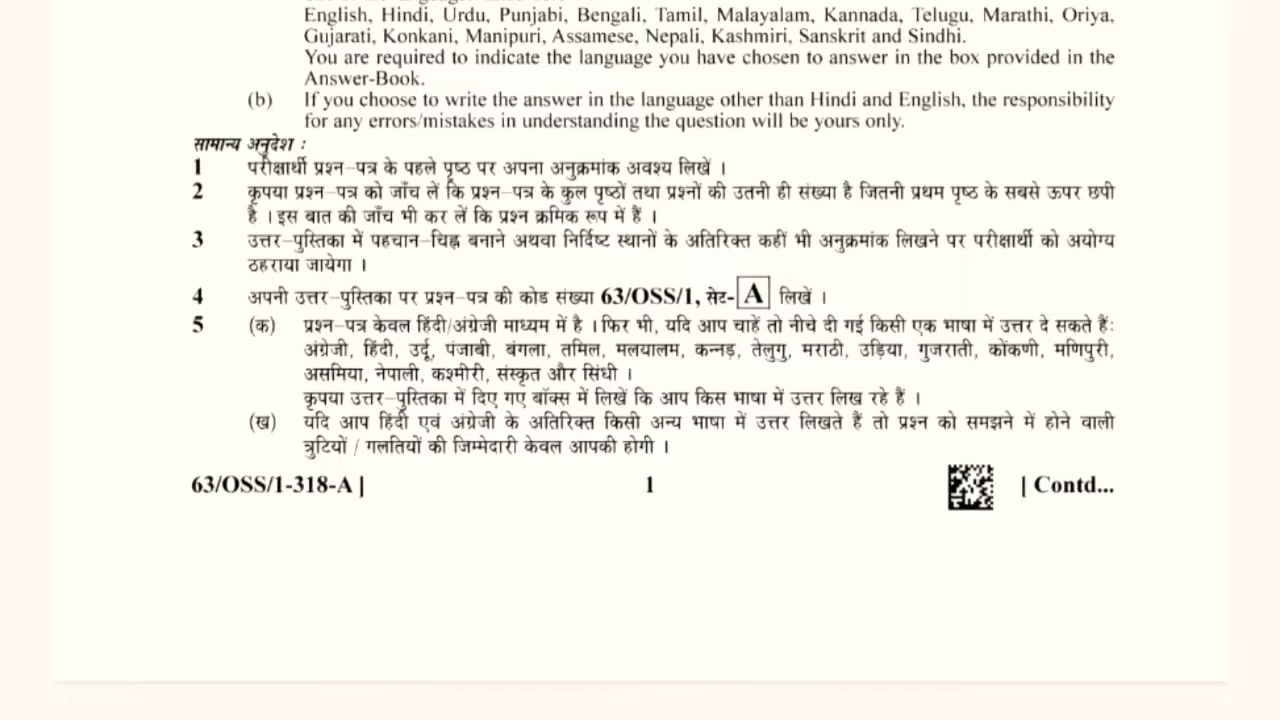 English, Hindi, Urdu, Punjabi, Bengali, Tamil, Malayalam, Kannada, Telugu, Marathi, Oriya,
Gujarati, Konkani, Manipuri, Assamese, Nepali, Kashmiri, Sanskrit and Sindhi.
You are required to indicate the language you have chosen to answer in the box provided in the
Answer-Book.
(b) If you choose to write the answer in the language other than Hindi and English, the responsibility
for any errors/mistakes in understanding the question will be yours only.
सामान्य अनुदेश :
1 परीक्षार्थी प्रश्न-पत्र के पहले पृष्ठ पर अपना अनुक्रमांक अवश्य लिखें ।
2 कृपया प्रश्न-पत्र को जाँच लें कि प्रश्न-पत्र के कुल पृष्ठों तथा प्रश्नों की उतनी ही संख्या है जितनी प्रथम पृष्ठ के सबसे ऊपर छपी
है । इस बात की जाँच भी कर लें कि प्रश्न क्रमिक रूप में हैं ।
3 उत्तर-पुस्तिका में पहचान-चिह्न बनाने अथवा निर्दिष्ट स्थानों के अतिरिक्त कहीं भी अनुक्रमांक लिखने पर परीक्षार्थी को अयोग्य
ठहराया जायेगा ।
4 अपनी उत्तर-पुस्तिका पर प्रश्न-पत्र की कोड संख्या 63/OSS/1, सेट- A लिखें ।
5 (क) प्रश्न-पत्र केवल हिंदी/अंग्रेजी माध्यम में है । फिर भी, यदि आप चाहें तो नीचे दी गई किसी एक भाषा में उत्तर दे सकते हैं:
अंग्रेजी, हिंदी, उर्दू, पंजाबी, बंगला, तमिल, मलयालम, कन्नड़, तेलुगु, मराठी, उड़िया, गुजराती, कोंकणी, मणिपुरी,
असमिया, नेपाली, कश्मीरी, संस्कृत और सिंधी ।
कृपया उत्तर-पुस्तिका में दिए गए बॉक्स में लिखें कि आप किस भाषा में उत्तर लिख रहे हैं ।
(ख) यदि आप हिंदी एवं अंग्रेजी के अतिरिक्त किसी अन्य भाषा में उत्तर लिखते हैं तो प्रश्न को समझने में होने वाली
त्रुटियों / गलतियों की जिम्मेदारी केवल आपकी होगी ।
63/OSS/1-318-A | 1 | Contd...